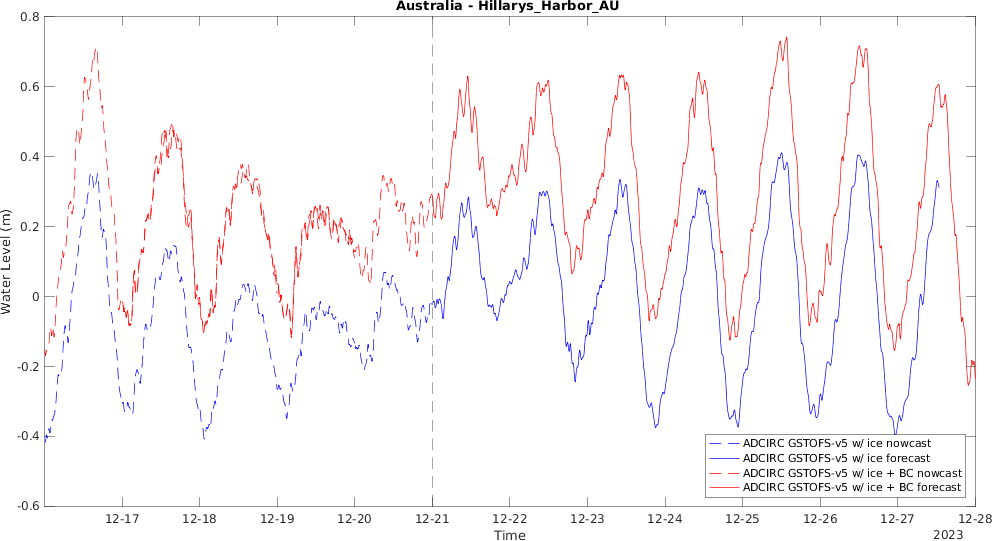 Australia - Hillarys_Harbor_AU
0.8
0.6
0.4
0.2
0
-0.2
-0.4
-0.6
Water Level (m)
ADCIRC GSTOFS-v5 w/ ice nowcast
ADCIRC GSTOFS-v5 w/ ice forecast
ADCIRC GSTOFS-v5 w/ ice + BC nowcast
ADCIRC GSTOFS-v5 w/ ice + BC forecast
12-17 12-18 12-19 12-20 12-21 12-22 12-23 12-24 12-25 12-26 12-27 12-28
Time
2023